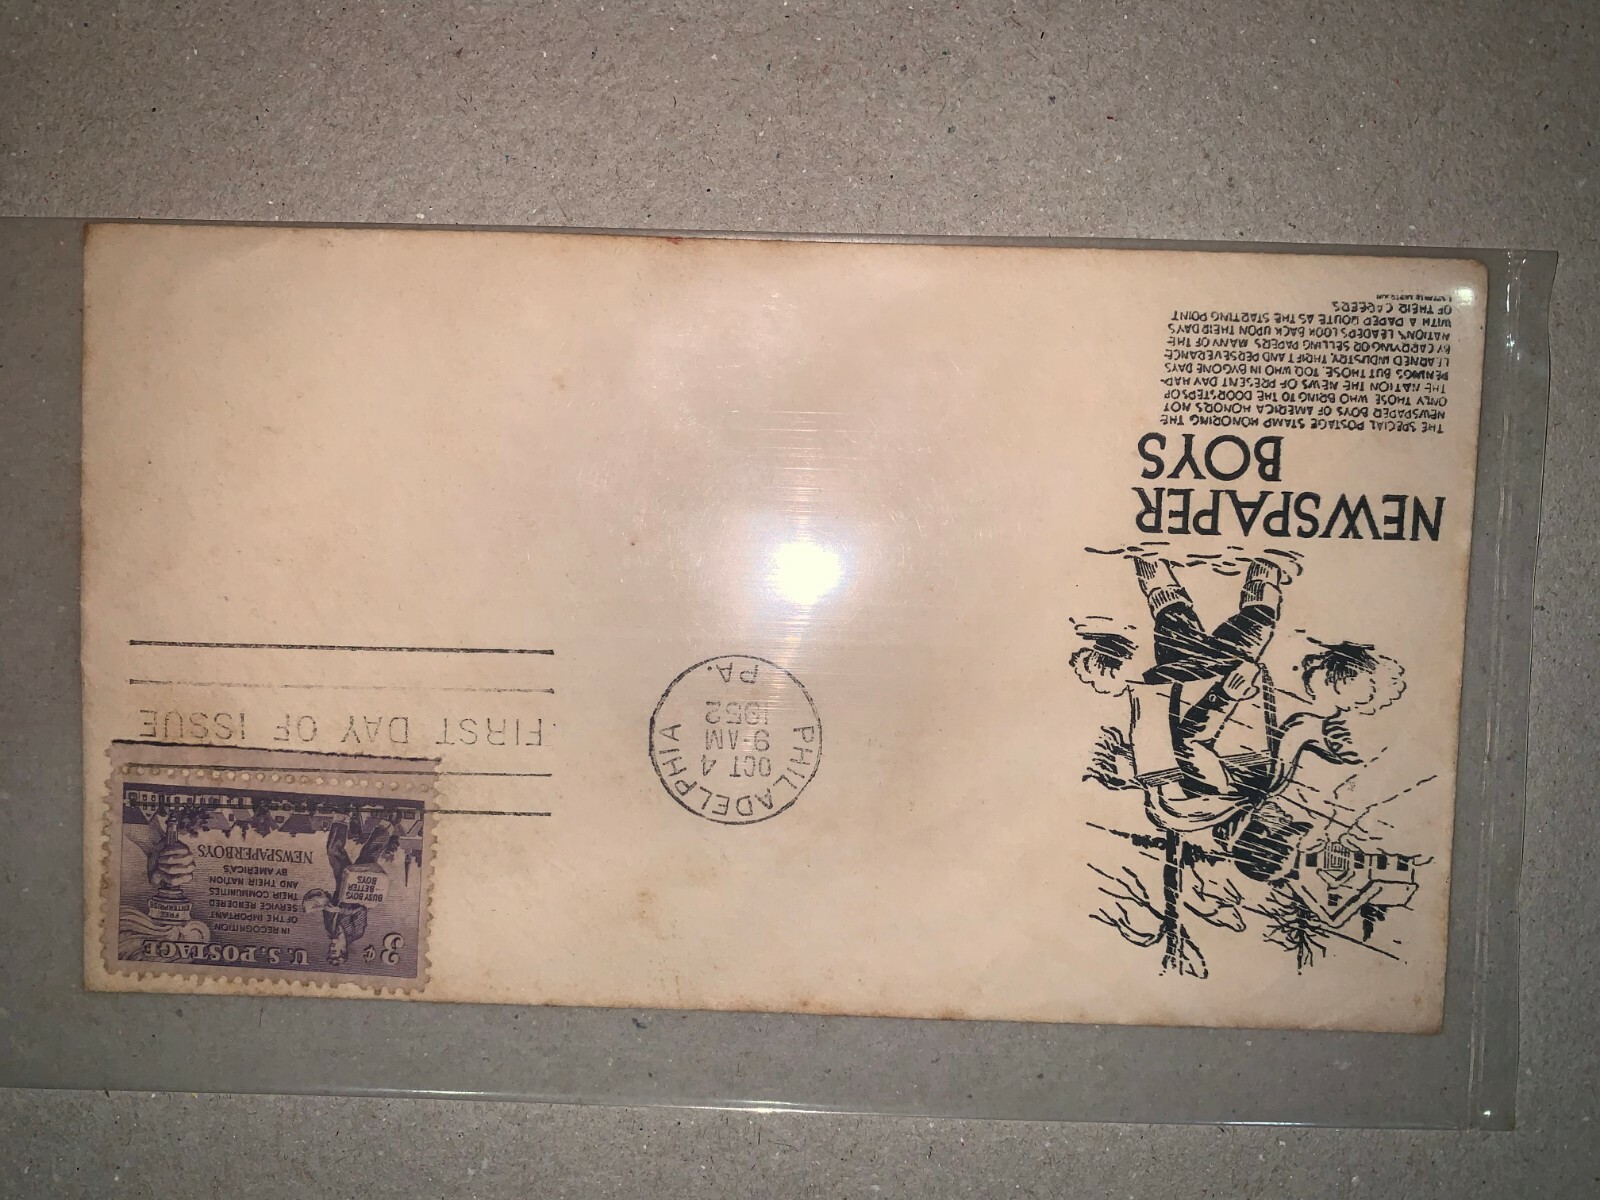 NEWSPAPER
BOYS
THE SPECIAL POSTAGE STAMP HONORING THE
NEWSPAPER BOYS OF AMERICA HONORS NOT
ONLY THOSE WHO BRING TO THE DOORSTEPS OF
THE NATION THE NEWS OF PRESENT DAY HAP-
PENINGS BUT THOSE, TOO, WHO IN BYGONE DAYS
LEARNED INDUSTRY, THRIFT AND PERSEVERANCE
BY CARRYING OR SELLING PAPERS. MANY OF THE
NATION'S LEADERS LOOK BACK UPON THEIR DAYS
WITH A PAPER ROUTE AS THE STARTING POINT
OF THEIR CAREERS
PHILADELPHIA
OCT 4
9-AM
1952
PA.
3¢
U.S.POSTAGE
IN RECOGNITION
OF THE IMPORTANT
SERVICE RENDERED
THEIR COMMUNITIES
AND THEIR NATION
BY AMERICA'S
NEWSPAPERBOYS
BUSY BOYS
--BETTER
BOYS
FREE
ENTERPRISE
FIRST DAY OF ISSUE